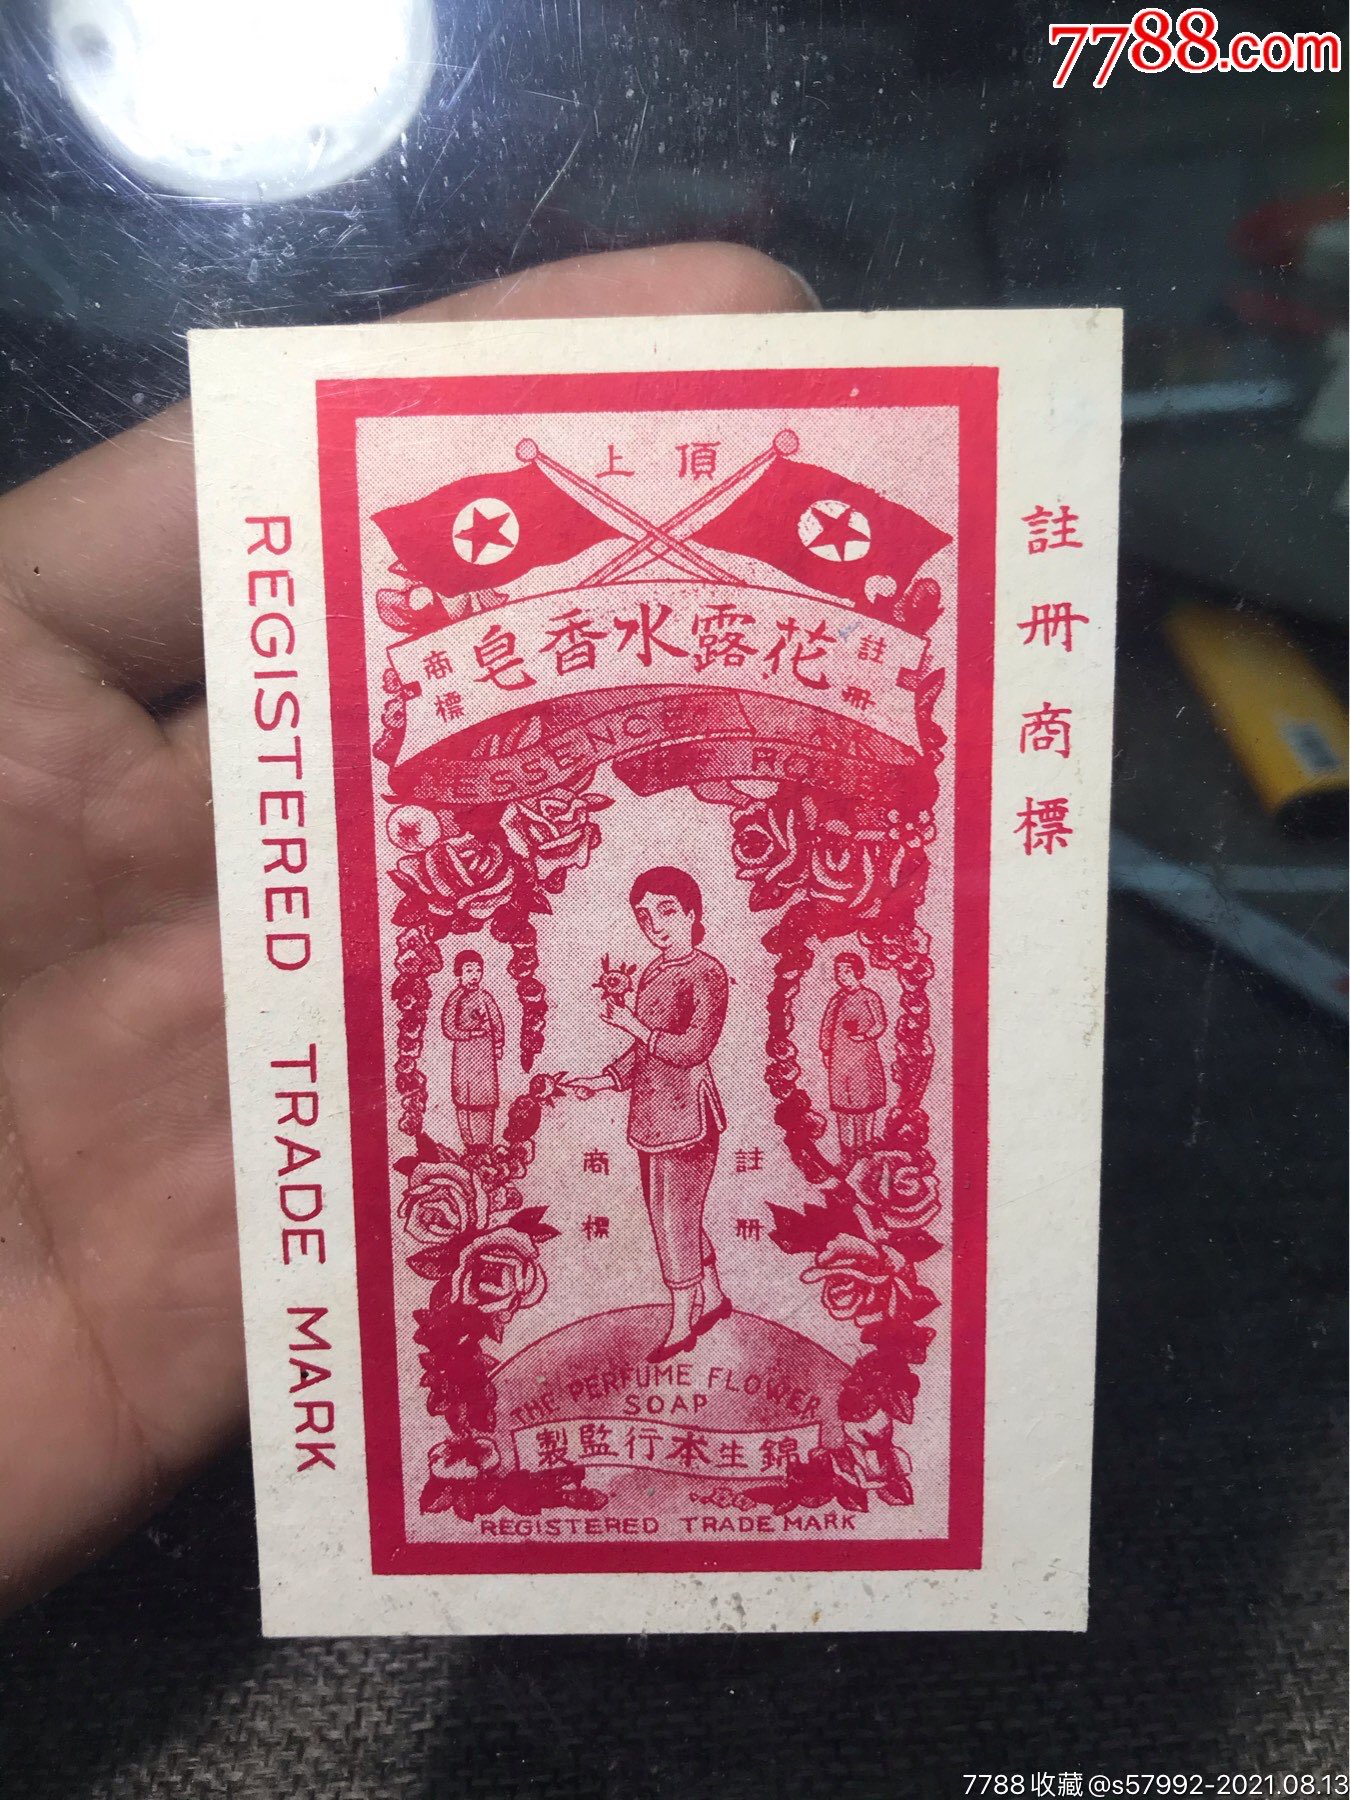 7788.com
頂上
花露水香皂
註冊
商標
ESSENCE
註冊商標
REGISTERED TRADE MARK
註冊
商標
THE PERFUME FLOWER
SOAP
錦生本行監製
REGISTERED TRADE MARK
7788收藏@s57992-2021.08.13